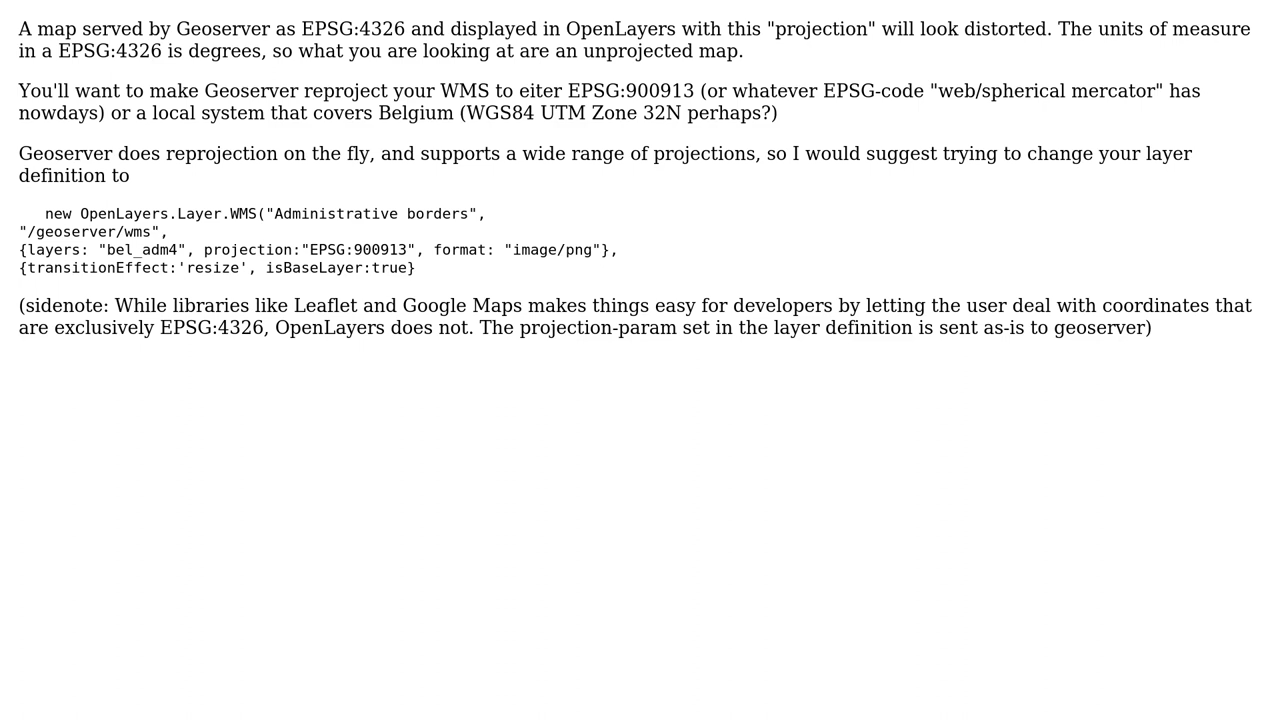 A map served by Geoserver as EPSG:4326 and displayed in OpenLayers with this "projection" will look distorted. The units of measure
in a EPSG:4326 is degrees, so what you are looking at are an unprojected map.
You'll want to make Geoserver reproject your WMS to eiter EPSG:900913 (or whatever EPSG-code "web/spherical mercator" has
nowdays) or a local system that covers Belgium (WGS84 UTM Zone 32N perhaps?)
Geoserver does reprojection on the fly, and supports a wide range of projections, so I would suggest trying to change your layer
definition to
new OpenLayers.Layer.WMS("Administrative borders",
"/geoserver/wms",
{layers: "bel_adm4", projection:"EPSG:900913", format: "image/png"},
{transitionEffect:'resize', isBaseLayer:true}
(sidenote: While libraries like Leaflet and Google Maps makes things easy for developers by letting the user deal with coordinates that
are exclusively EPSG:4326, OpenLayers does not. The projection-param set in the layer definition is sent as-is to geoserver)